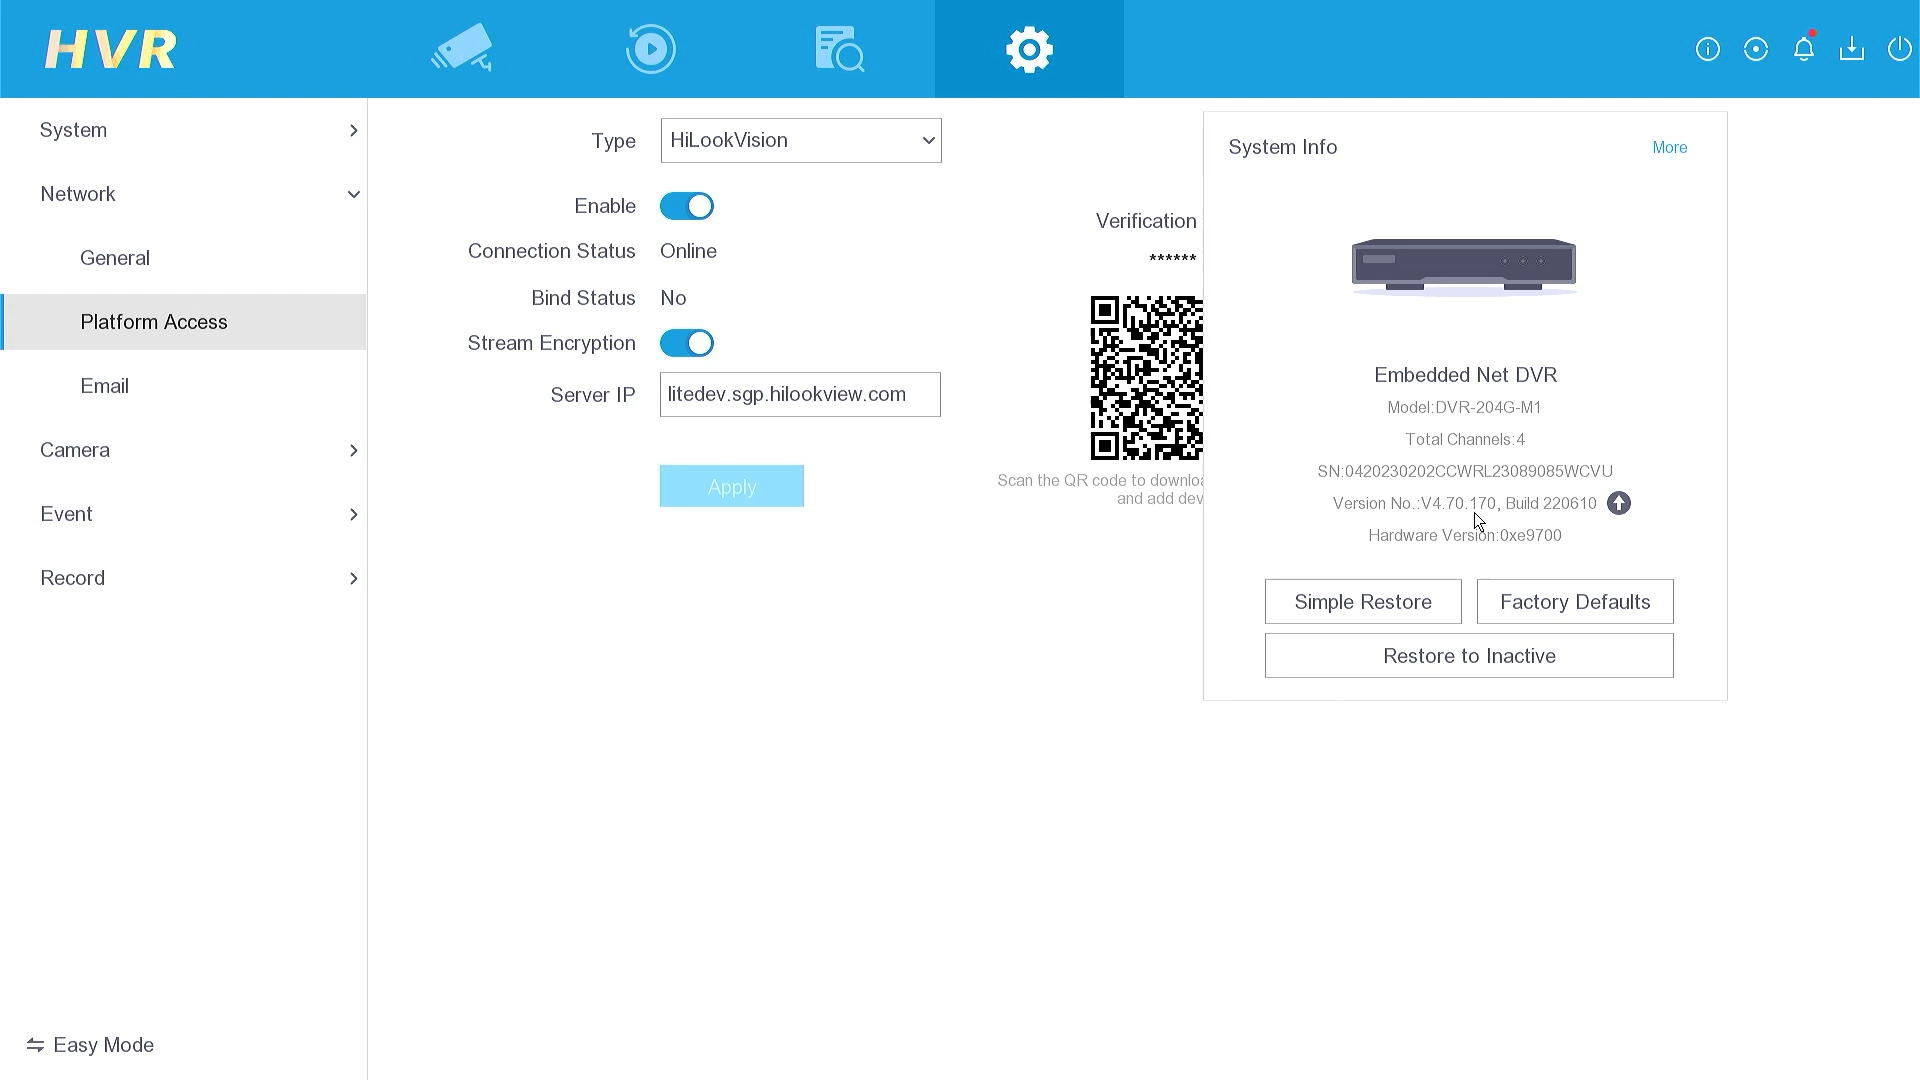 HVR
System
Network
General
Platform Access
Email
Camera
Event
Record
Easy Mode
Type HiLookVision
Enable
Connection Status Online
Bind Status No
Stream Encryption
Server IP litedev.sgp.hilookview.com
Apply
Verification
******
Scan the QR code to downloa
and add dev
System Info More
Embedded Net DVR
Model:DVR-204G-M1
Total Channels:4
SN:0420230202CCWRL23089085WCVU
Version No.:V4.70.170, Build 220610
Hardware Version:0xe9700
Simple Restore Factory Defaults
Restore to Inactive